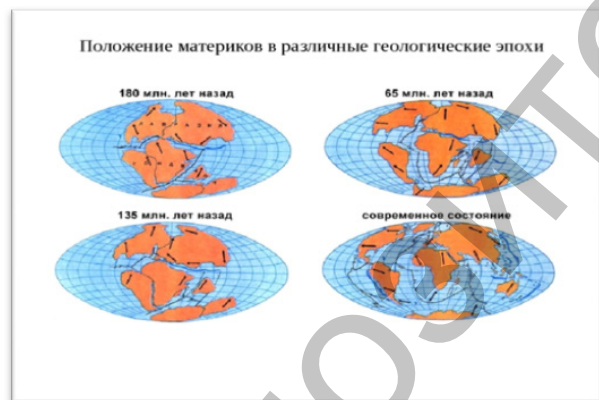 Положение материков в различные геологические эпохи
180 млн. лет назад
65 млн. лет назад
135 млн. лет назад
современное состояние